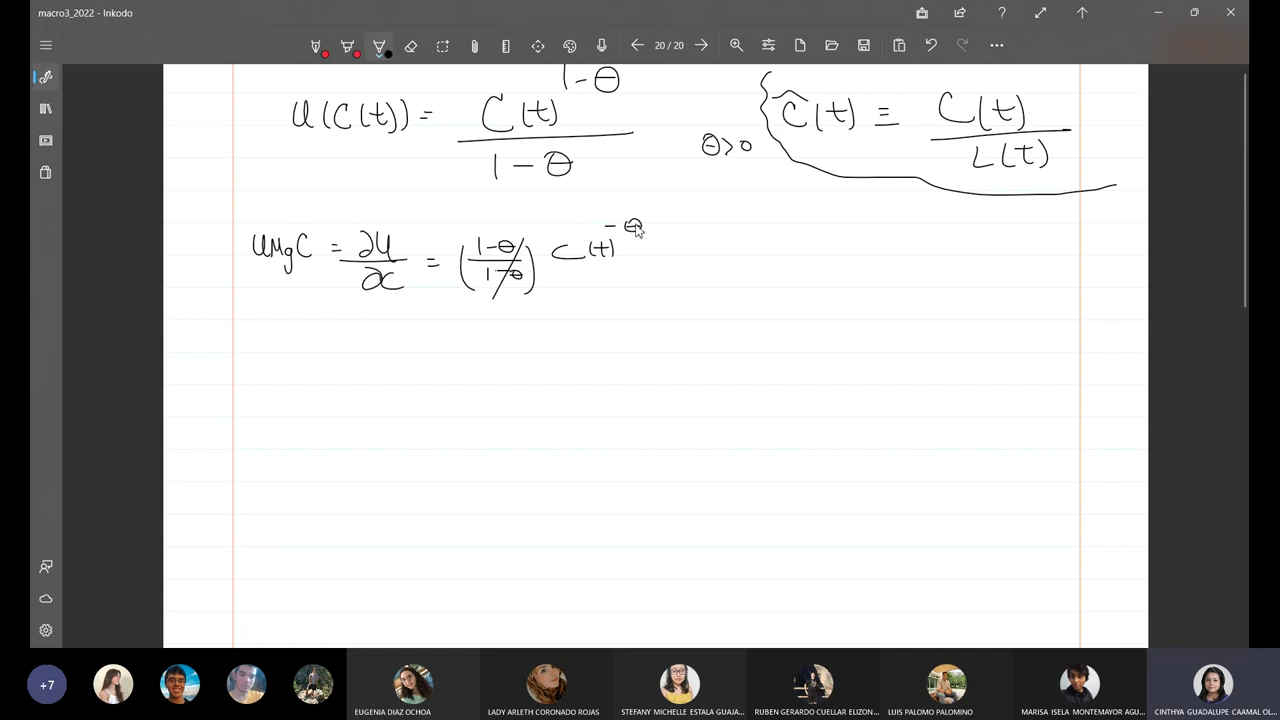 macro3_2022 - Inkodo
20 / 20
U(C(t)) = C(t)^{1-θ} / 1-θ
θ>0
Ĉ(t) ≡ C(t) / L(t)
UMgC = ∂U/∂C = (1-θ/1-θ) C(t)^{-θ}
+7
EUGENIA DIAZ OCHOA
LADY ARLETH CORONADO ROJAS
STEFANY MICHELLE ESTALA GUAJA...
RUBEN GERARDO CUELLAR ELIZON...
LUIS PALOMO PALOMINO
MARISA ISELA MONTEMAYOR AGU...
CINTHYA GUADALUPE CAAMAL OL...